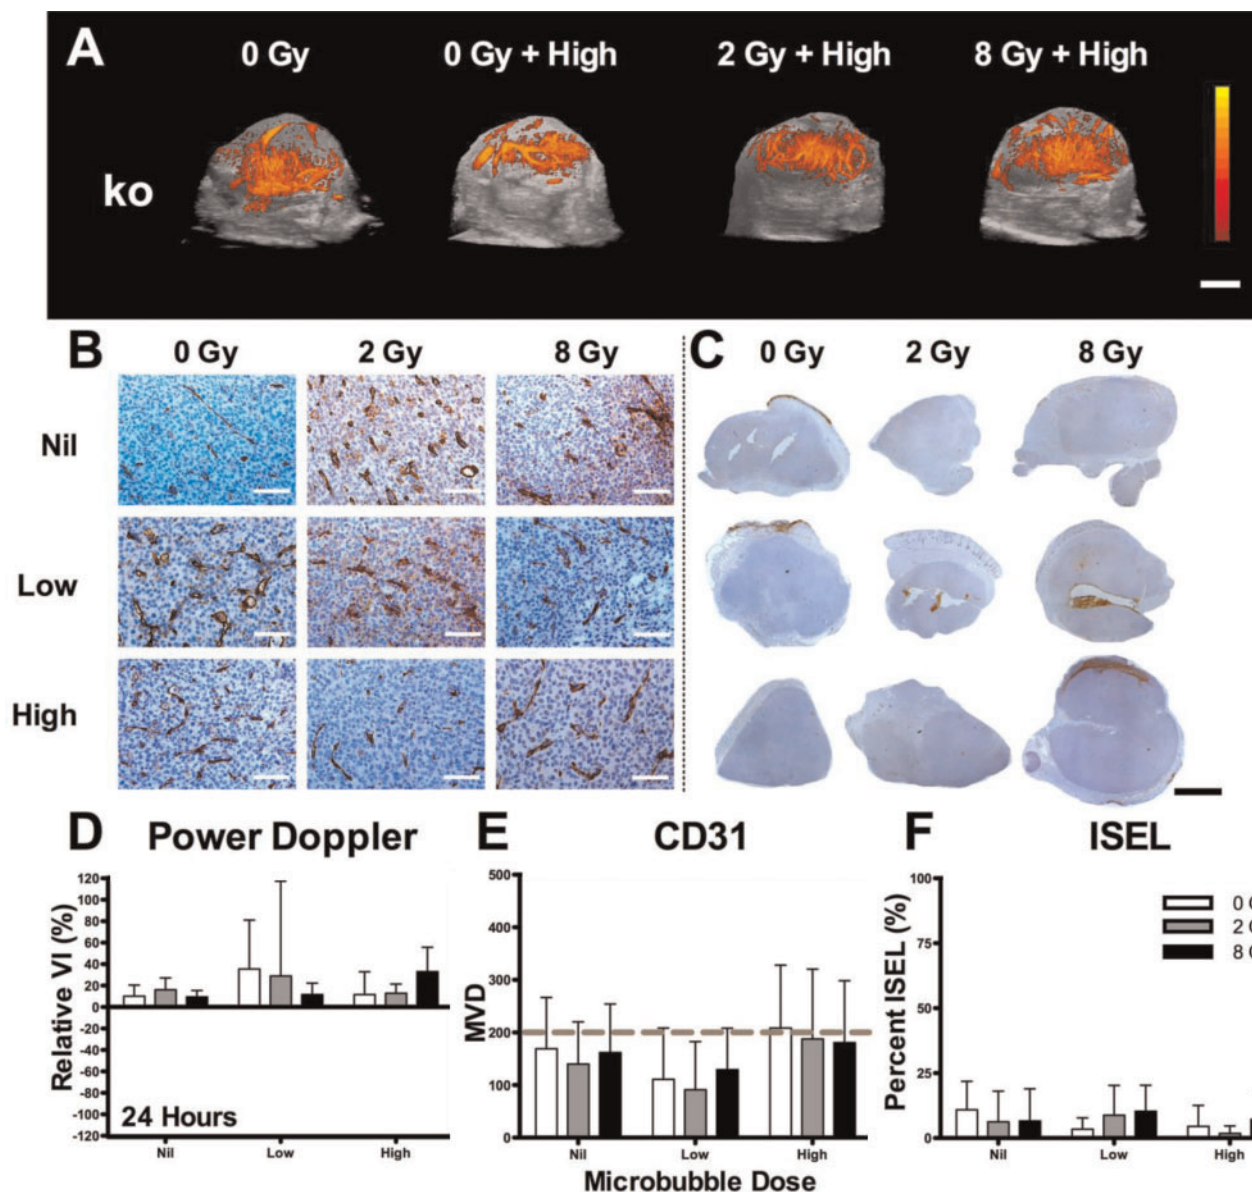 A
0 Gy
0 Gy + High
2 Gy + High
8 Gy + High
ko
B
0 Gy
2 Gy
8 Gy
Nil
Low
High
C
0 Gy
2 Gy
8 Gy
D
Power Doppler
Relative VI (%)
120
100
80
60
40
20
0
-20
-40
-60
-80
-100
-120
24 Hours
Nil
Low
High
E
CD31
MVD
500
400
300
200
100
0
Nil
Low
High
Microbubble Dose
F
ISEL
Percent ISEL (%)
100
75
50
25
0
0
2
8
Nil
Low
High